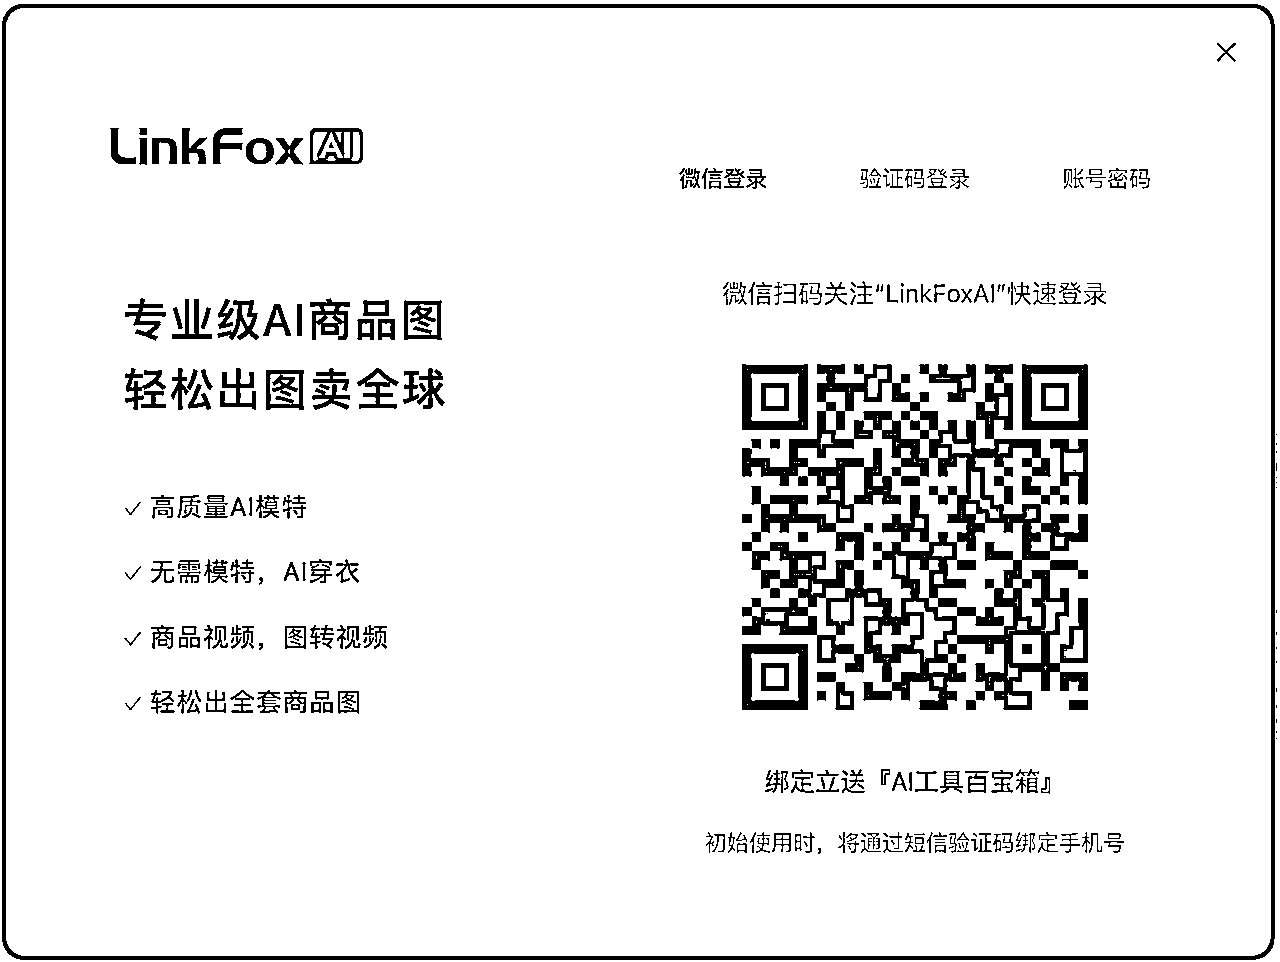 LinkFox AI
专业级AI商品图
轻松出图卖全球
✓ 高质量AI模特
✓ 无需模特，AI穿衣
✓ 商品视频，图转视频
✓ 轻松出全套商品图
微信登录 验证码登录 账号密码
微信扫码关注“LinkFoxAI”快速登录
绑定立送『AI工具百宝箱』
初始使用时，将通过短信验证码绑定手机号